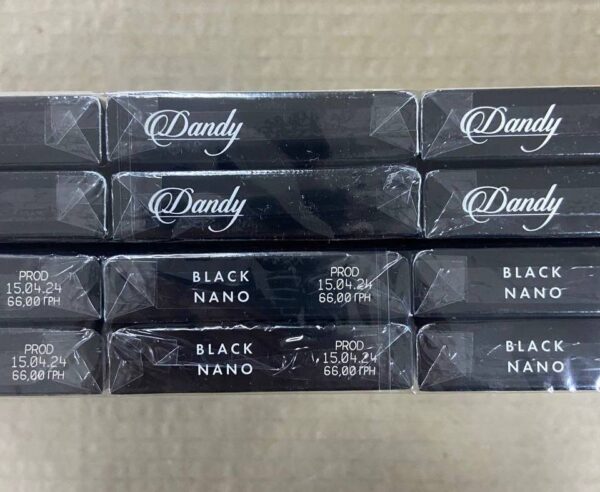 Dandy
Dandy
Dandy
Dandy
PROD
15.04.24
66,00 ГРН
BLACK
NANO
PROD
15.04.24
66,00 ГРН
BLACK
NANO
PROD
15.04.24
66,00 ГРН
BLACK
NANO
PROD
15.04.24
66,00 ГРН
BLACK
NANO